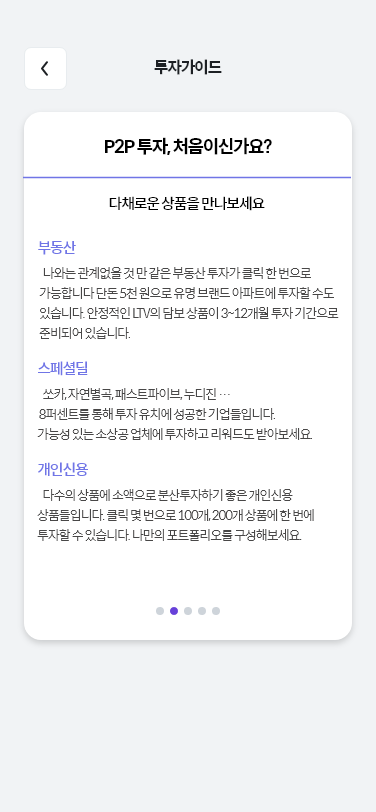 투자가이드
P2P 투자, 처음이신가요?
다채로운 상품을 만나보세요
부동산
나와는 관계없을 것 만 같은 부동산 투자가 클릭 한 번으로
가능합니다 단돈 5천 원으로 유명 브랜드 아파트에 투자할 수도
있습니다. 안정적인 LTV의 담보 상품이 3~12개월 투자 기간으로
준비되어 있습니다.
스페셜딜
쏘카, 자연별곡, 패스트파이브, 누디진 …
8퍼센트를 통해 투자 유치에 성공한 기업들입니다.
가능성 있는 소상공 업체에 투자하고 리워드도 받아보세요.
개인신용
다수의 상품에 소액으로 분산투자하기 좋은 개인신용
상품들입니다. 클릭 몇 번으로 100개, 200개 상품에 한 번에
투자할 수 있습니다. 나만의 포트폴리오를 구성해보세요.